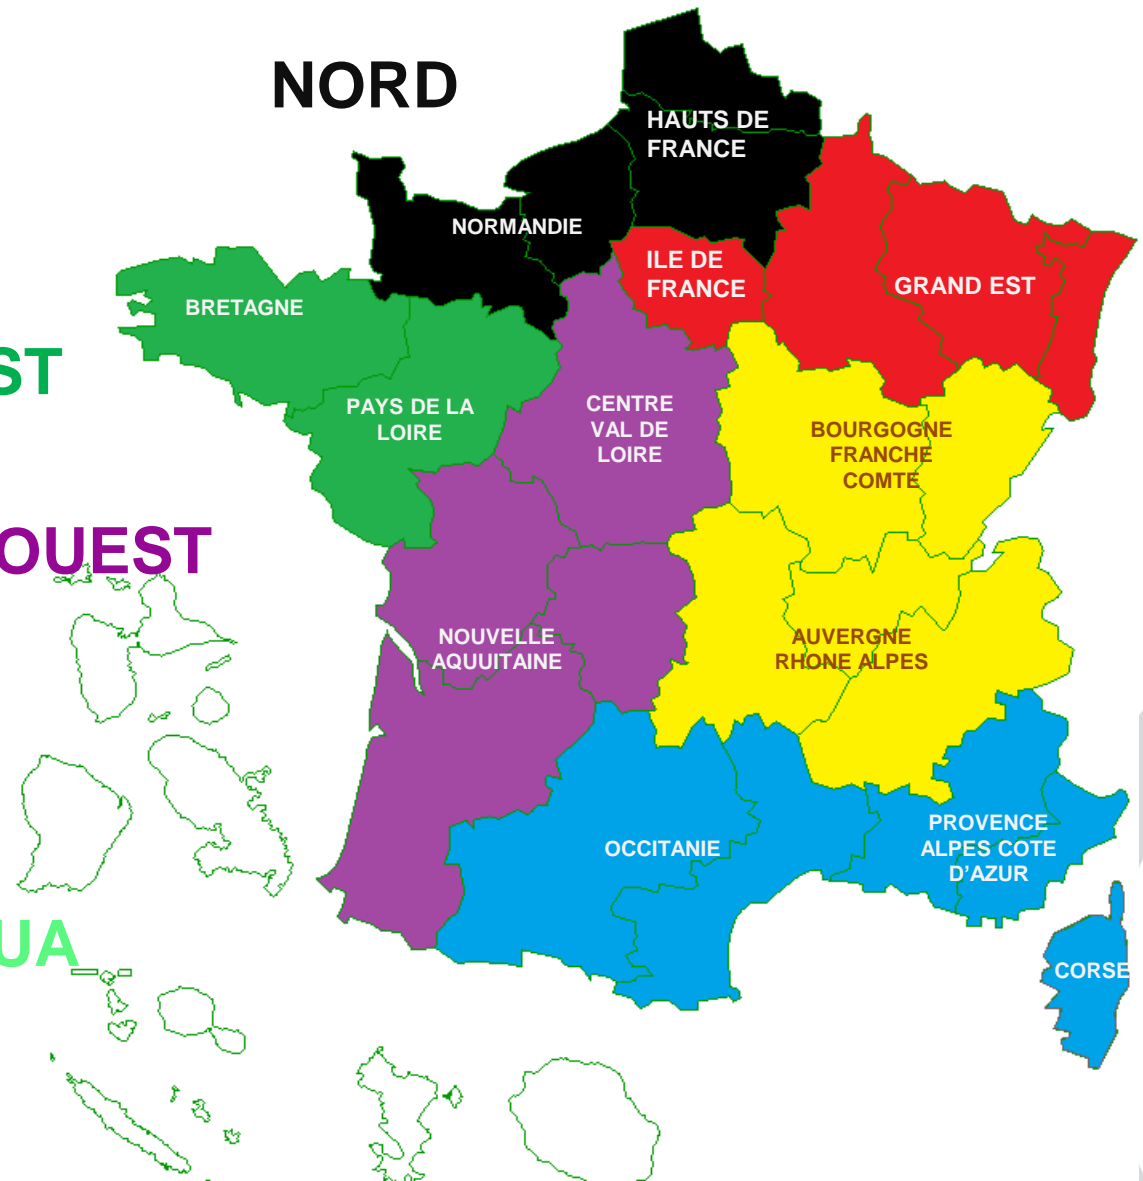 NORD
HAUTS DE
FRANCE
NORMANDIE
ILE DE
FRANCE
GRAND EST
BRETAGNE
ST
PAYS DE LA
LOIRE
CENTRE
VAL DE
LOIRE
BOURGOGNE
FRANCHE
COMTE
OUEST
NOUVELLE
AQUUITAINE
AUVERGNE
RHONE ALPES
OCCITANIE
PROVENCE
ALPES COTE
D'AZUR
UA
CORSE